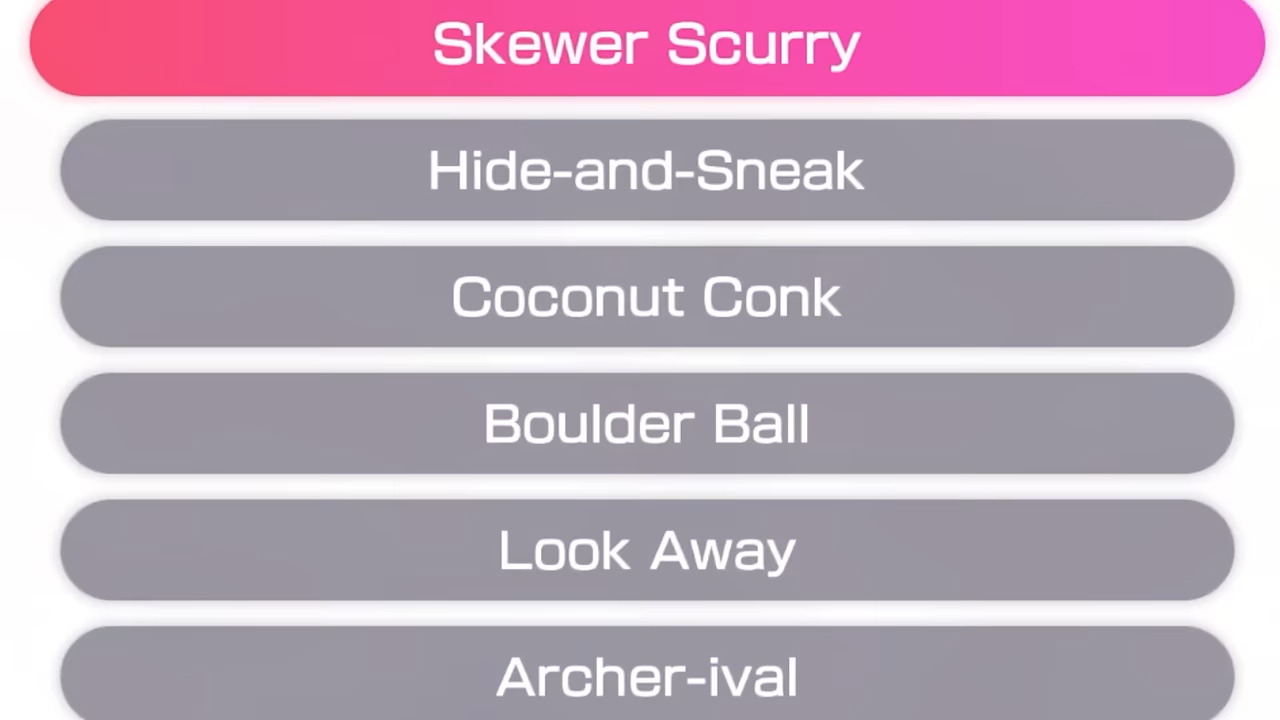 Skewer Scurry
Hide-and-Sneak
Coconut Conk
Boulder Ball
Look Away
Archer-ival